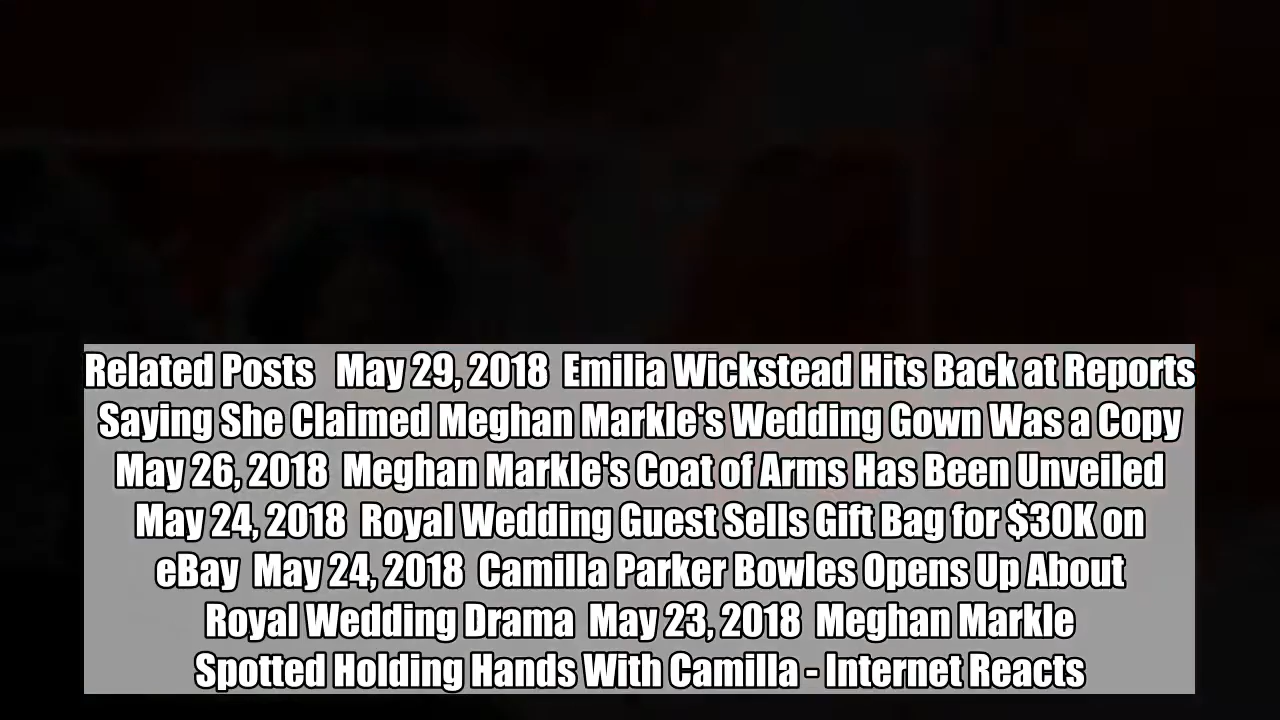 Related Posts   May 29, 2018  Emilia Wickstead Hits Back at Reports
Saying She Claimed Meghan Markle's Wedding Gown Was a Copy
May 26, 2018  Meghan Markle's Coat of Arms Has Been Unveiled
May 24, 2018  Royal Wedding Guest Sells Gift Bag for $30K on
eBay  May 24, 2018  Camilla Parker Bowles Opens Up About
Royal Wedding Drama  May 23, 2018  Meghan Markle
Spotted Holding Hands With Camilla - Internet Reacts